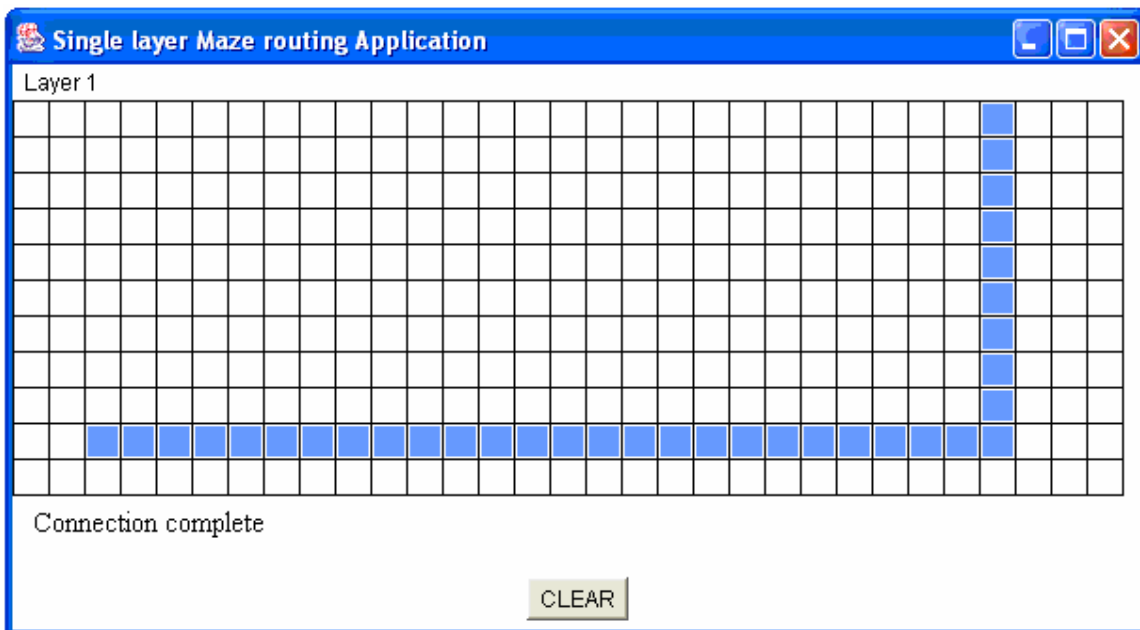 Single layer Maze routing Application
Layer 1
Connection complete
CLEAR